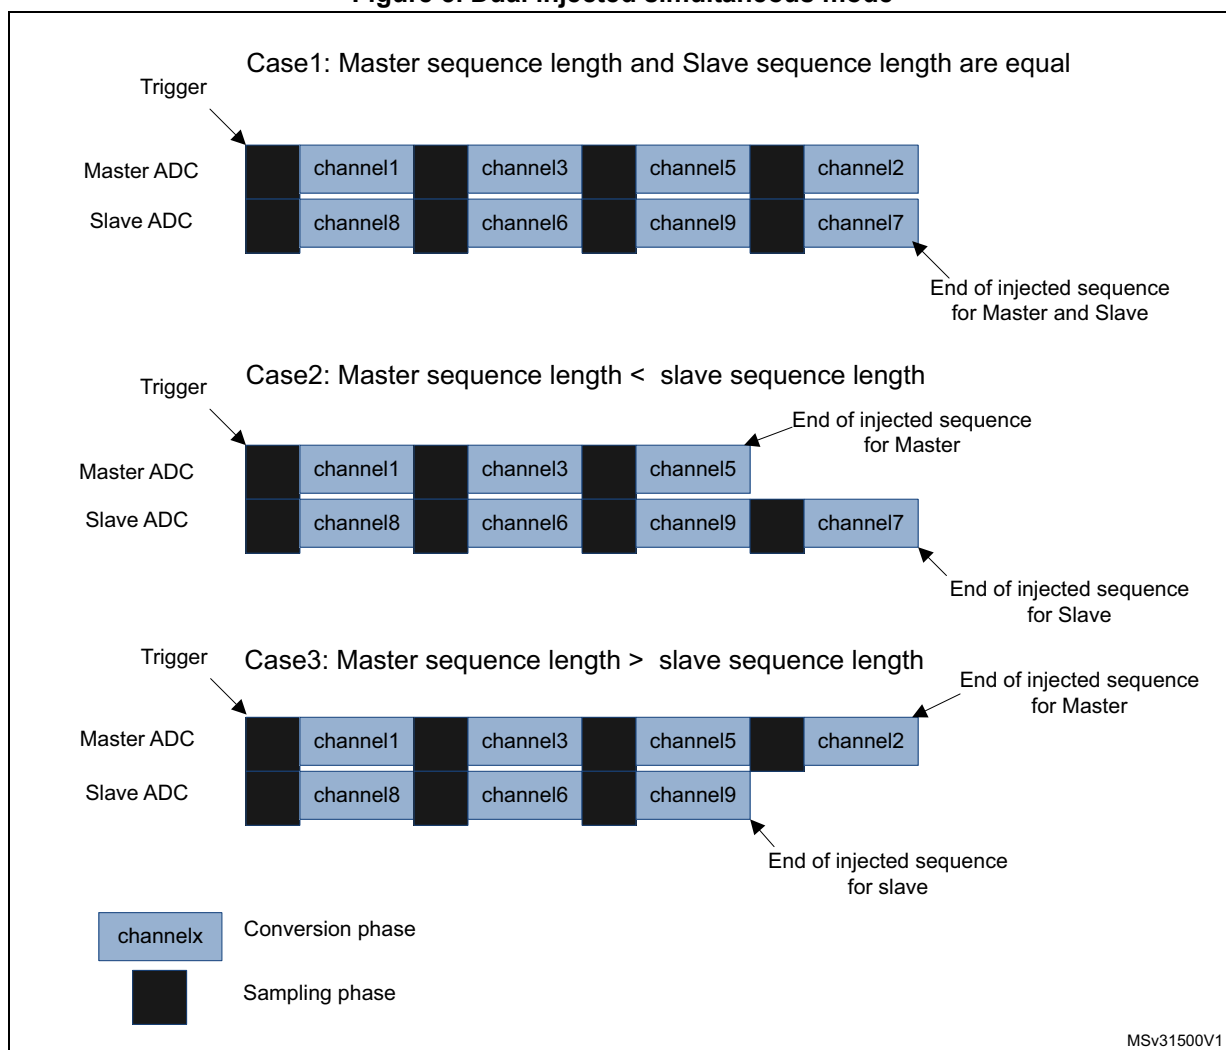 Figure 6. Dual injected simultaneous mode
Case1: Master sequence length and Slave sequence length are equal
Trigger
Master ADC
channel1
channel3
channel5
channel2
Slave ADC
channel8
channel6
channel9
channel7
End of injected sequence
for Master and Slave
Case2: Master sequence length < slave sequence length
Trigger
End of injected sequence
for Master
Master ADC
channel1
channel3
channel5
Slave ADC
channel8
channel6
channel9
channel7
End of injected sequence
for Slave
Case3: Master sequence length > slave sequence length
Trigger
End of injected sequence
for Master
Master ADC
channel1
channel3
channel5
channel2
Slave ADC
channel8
channel6
channel9
End of injected sequence
for slave
channelx
Conversion phase
Sampling phase
MSv31500V1